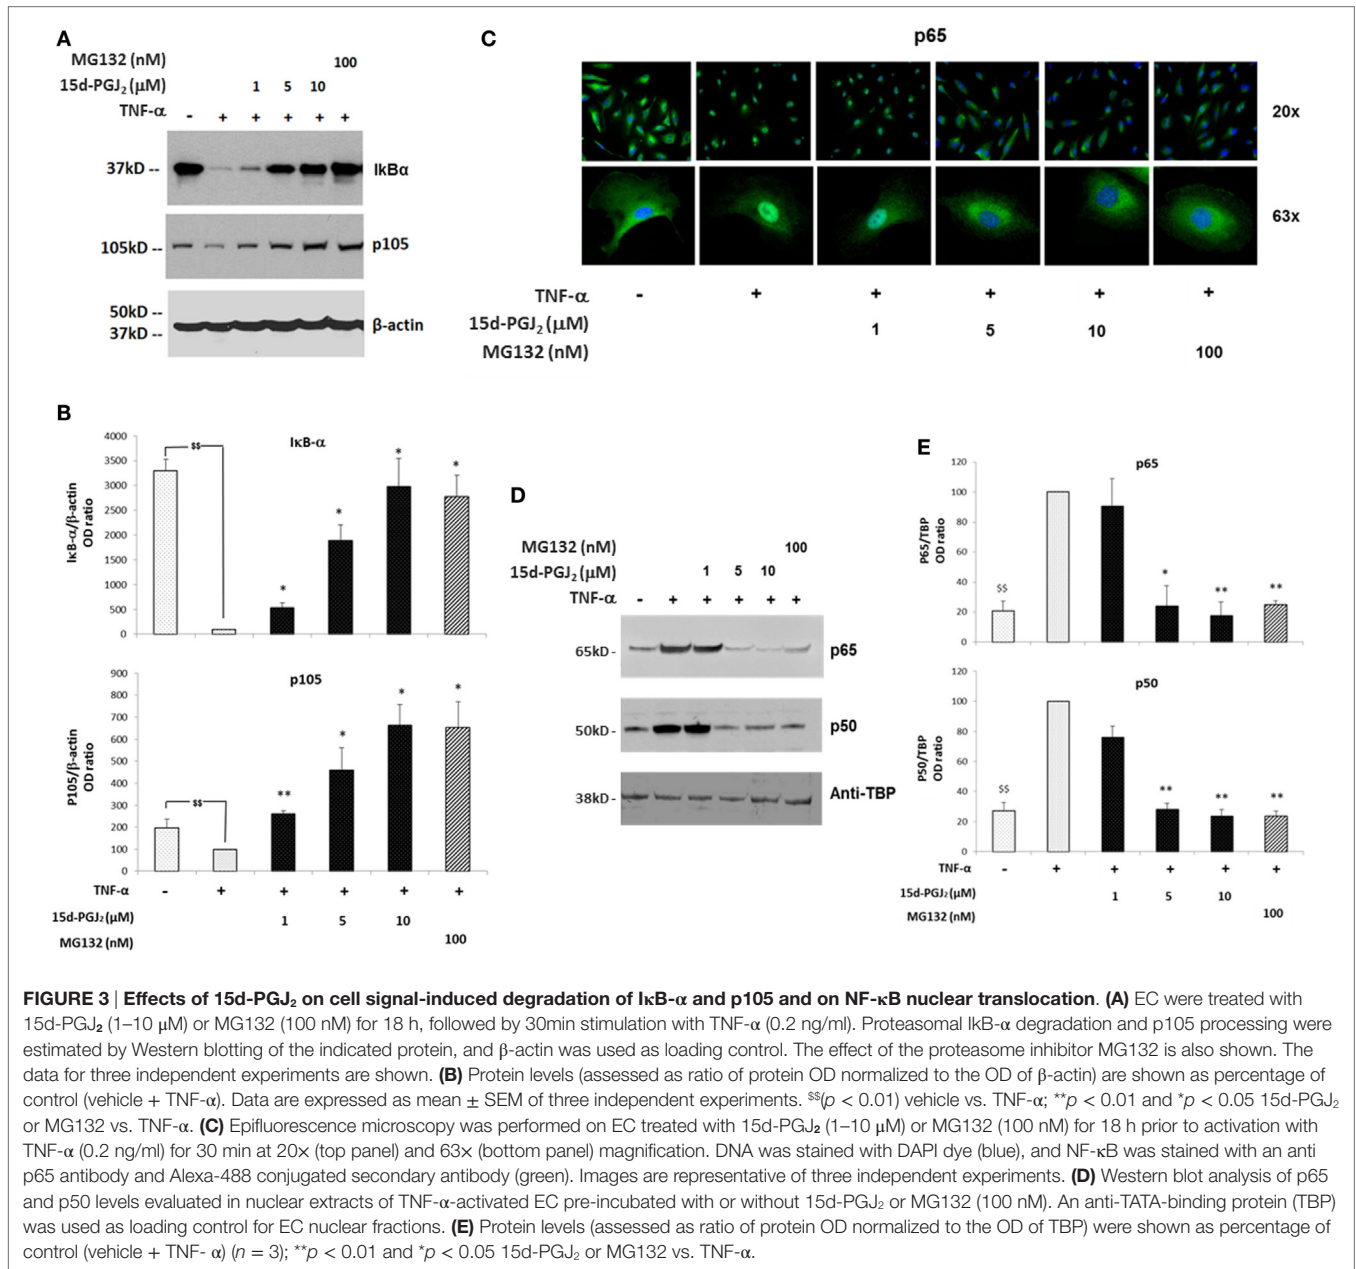 A
MG132 (nM) 100
15d-PGJ₂ (μM) 1 5 10
TNF-α - + + + + +
37kD -- IkBα
105kD -- p105
50kD --
37kD -- β-actin
C
p65
20x
63x
TNF-α - + + + + +
15d-PGJ₂ (μM) 1 5 10
MG132 (nM) 100
B
IκB-α
IκB-α/β-actin
OD ratio
4000
3500
3000
2500
2000
1500
1000
500
0
$$ * * * *
p105
P105/β-actin
OD ratio
900
800
700
600
500
400
300
200
100
0
$$ ** * * *
TNF-α - + + + + +
15d-PGJ₂ (μM) 1 5 10
MG132 (nM) 100
D
MG132 (nM) 100
15d-PGJ₂ (μM) 1 5 10
TNF-α - + + + + +
65kD - p65
50kD - p50
38kD - Anti-TBP
E
p65
P65/TBP
OD ratio
120
100
80
60
40
20
0
$$ * ** **
p50
P50/TBP
OD ratio
120
100
80
60
40
20
0
$$ ** ** **
TNF-α - + + + + +
15d-PGJ₂ (μM) 1 5 10
MG132 (nM) 100
FIGURE 3 | Effects of 15d-PGJ₂ on cell signal-induced degradation of IκB-α and p105 and on NF-κB nuclear translocation. (A) EC were treated with
15d-PGJ₂ (1–10 μM) or MG132 (100 nM) for 18 h, followed by 30min stimulation with TNF-α (0.2 ng/ml). Proteasomal IkB-α degradation and p105 processing were
estimated by Western blotting of the indicated protein, and β-actin was used as loading control. The effect of the proteasome inhibitor MG132 is also shown. The
data for three independent experiments are shown. (B) Protein levels (assessed as ratio of protein OD normalized to the OD of β-actin) are shown as percentage of
control (vehicle + TNF-α). Data are expressed as mean ± SEM of three independent experiments. $$(p < 0.01) vehicle vs. TNF-α; **p < 0.01 and *p < 0.05 15d-PGJ₂
or MG132 vs. TNF-α. (C) Epifluorescence microscopy was performed on EC treated with 15d-PGJ₂ (1–10 μM) or MG132 (100 nM) for 18 h prior to activation with
TNF-α (0.2 ng/ml) for 30 min at 20× (top panel) and 63× (bottom panel) magnification. DNA was stained with DAPI dye (blue), and NF-κB was stained with an anti
p65 antibody and Alexa-488 conjugated secondary antibody (green). Images are representative of three independent experiments. (D) Western blot analysis of p65
and p50 levels evaluated in nuclear extracts of TNF-α-activated EC pre-incubated with or without 15d-PGJ₂ or MG132 (100 nM). An anti-TATA-binding protein (TBP)
was used as loading control for EC nuclear fractions. (E) Protein levels (assessed as ratio of protein OD normalized to the OD of TBP) were shown as percentage of
control (vehicle + TNF- α) (n = 3); **p < 0.01 and *p < 0.05 15d-PGJ₂ or MG132 vs. TNF-α.